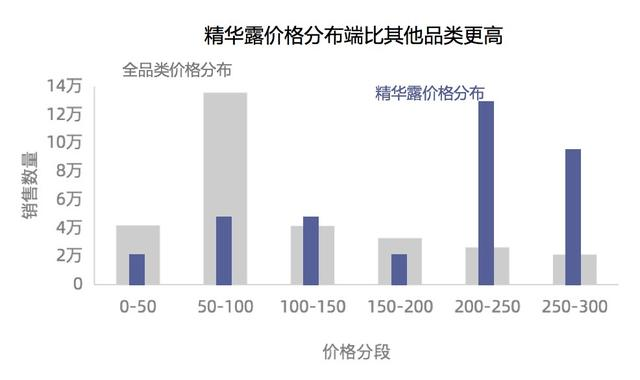 精华露价格分布端比其他品类更高
全品类价格分布
精华露价格分布
销售数量
14万
12万
10万
8万
6万
4万
2万
0
0-50
50-100
100-150
150-200
200-250
250-300
价格分段